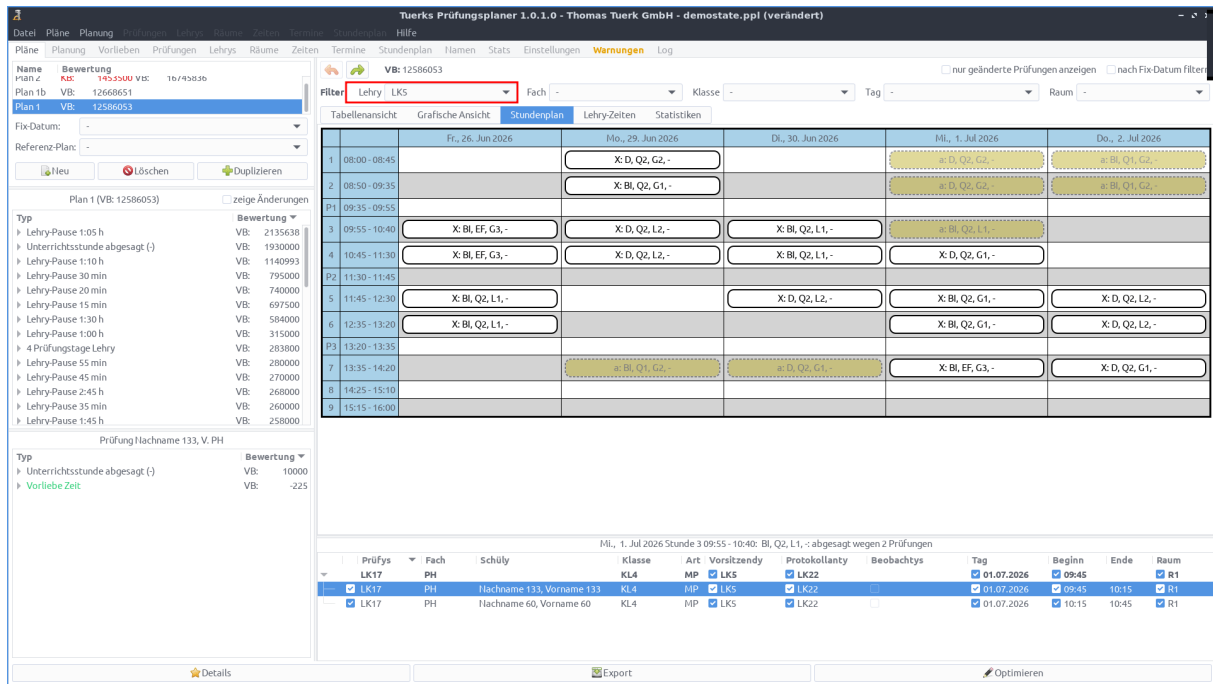 Tuerks Prüfungsplaner 1.0.1.0 - Thomas Tuerk GmbH - demostate.ppl (verändert)
Datei Pläne Planung Prüfungen Lehrys Räume Zeiten Termine Stundenplan Hilfe
Pläne Planung Vorlieben Prüfungen Lehrys Räume Zeiten Termine Stundenplan Namen Stats Einstellungen Warnungen Log
Name Bewertung
Plan 2 KB: 1453500 VB: 16745836
Plan 1b VB: 12668651
Plan 1 VB: 12586053
Fix-Datum: -
Referenz-Plan: -
Neu Löschen Duplizieren
Plan 1 (VB: 12586053) zeige Änderungen
Typ Bewertung
Lehry-Pause 1:05 h VB: 2135638
Unterrichtsstunde abgesagt (-) VB: 1930000
Lehry-Pause 1:10 h VB: 1140993
Lehry-Pause 30 min VB: 795000
Lehry-Pause 20 min VB: 740000
Lehry-Pause 15 min VB: 697500
Lehry-Pause 1:30 h VB: 584000
Lehry-Pause 1:00 h VB: 315000
4 Prüfungstage Lehry VB: 283800
Lehry-Pause 55 min VB: 280000
Lehry-Pause 45 min VB: 270000
Lehry-Pause 2:45 h VB: 268000
Lehry-Pause 35 min VB: 260000
Lehry-Pause 1:45 h VB: 258000
Prüfung Nachname 133, V. PH
Typ Bewertung
Unterrichtsstunde abgesagt (-) VB: 10000
Vorliebe Zeit VB: -225
VB: 12586053 nur geänderte Prüfungen anzeigen nach Fix-Datum filtern
Filter Lehry LK5 Fach - Klasse - Tag - Raum -
Tabellenansicht Grafische Ansicht Stundenplan Lehry-Zeiten Statistiken
Fr., 26. Jun 2026 Mo., 29. Jun 2026 Di., 30. Jun 2026 Mi., 1. Jul 2026 Do., 2. Jul 2026
1 08:00 - 08:45 X: D, Q2, G2, - a: D, Q2, G2, - a: BI, Q1, G2, -
2 08:50 - 09:35 X: BI, Q2, G1, - a: D, Q2, G2, - a: BI, Q1, G2, -
P1 09:35 - 09:55
3 09:55 - 10:40 X: BI, EF, G3, - X: D, Q2, L2, - X: BI, Q2, L1, - a: BI, Q2, L1, -
4 10:45 - 11:30 X: BI, EF, G3, - X: D, Q2, L2, - X: BI, Q2, L1, - X: D, Q2, G1, -
P2 11:30 - 11:45
5 11:45 - 12:30 X: BI, Q2, L1, - X: D, Q2, L2, - X: BI, Q2, G1, - X: D, Q2, L2, -
6 12:35 - 13:20 X: BI, Q2, L1, - X: BI, Q2, G1, - X: D, Q2, L2, -
P3 13:20 - 13:35
7 13:35 - 14:20 a: BI, Q1, G2, - a: D, Q2, G1, - X: BI, EF, G3, - X: D, Q2, G1, -
8 14:25 - 15:10
9 15:15 - 16:00
Mi., 1. Jul 2026 Stunde 3 09:55 - 10:40: BI, Q2, L1, -: abgesagt wegen 2 Prüfungen
Prüfys Fach Schüly Klasse Art Vorsitzendy Protokollanty Beobachtys Tag Beginn Ende Raum
LK17 PH KL4 MP LK5 LK22 01.07.2026 09:45 R1
LK17 PH Nachname 133, Vorname 133 KL4 MP LK5 LK22 01.07.2026 09:45 10:15 R1
LK17 PH Nachname 60, Vorname 60 KL4 MP LK5 LK22 01.07.2026 10:15 10:45 R1
Details Export Optimieren